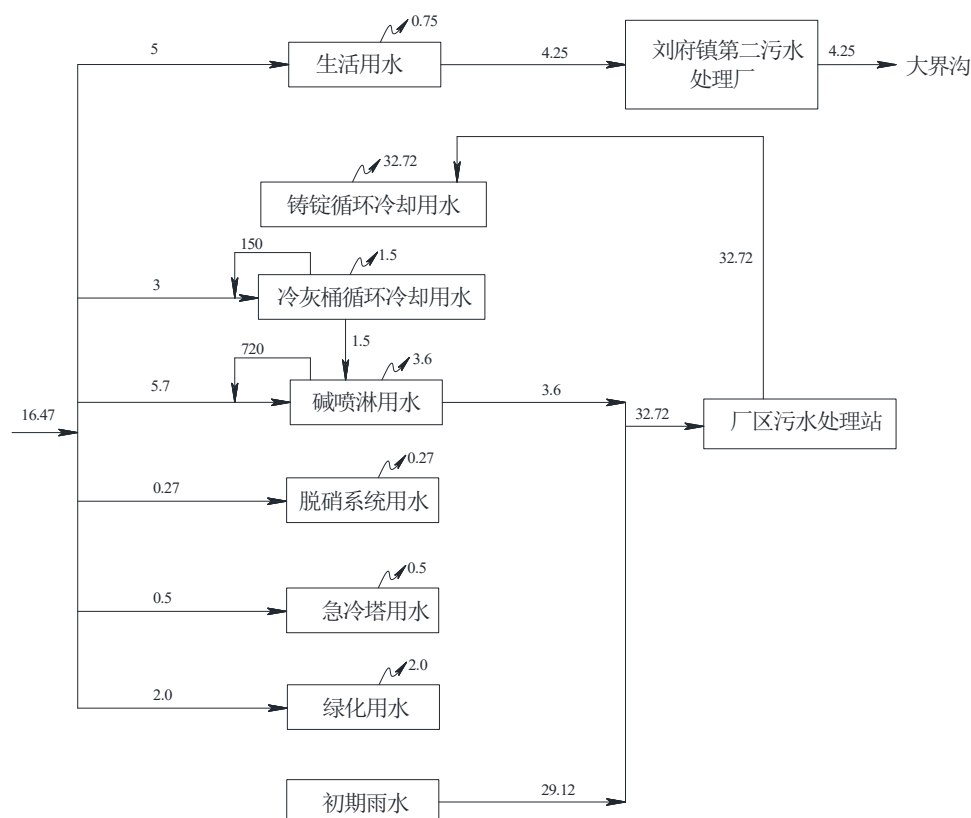 0.75
5
生活用水
4.25
刘府镇第二污水
处理厂
4.25
大界沟
32.72
铸锭循环冷却用水
32.72
150
1.5
3
冷灰桶循环冷却用水
1.5
720
3.6
5.7
碱喷淋用水
3.6
16.47
32.72
厂区污水处理站
0.27
0.27
脱硝系统用水
0.5
0.5
急冷塔用水
2.0
2.0
绿化用水
29.12
初期雨水